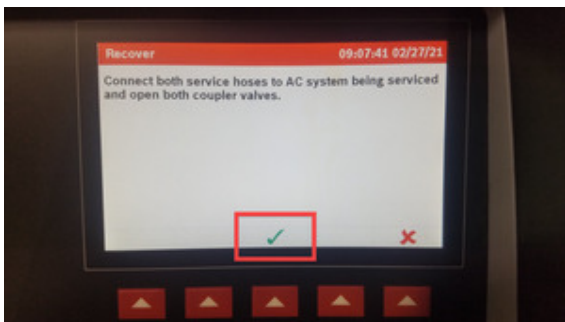 Recover 09:07:41 02/27/21
Connect both service hoses to AC system being serviced
and open both coupler valves.